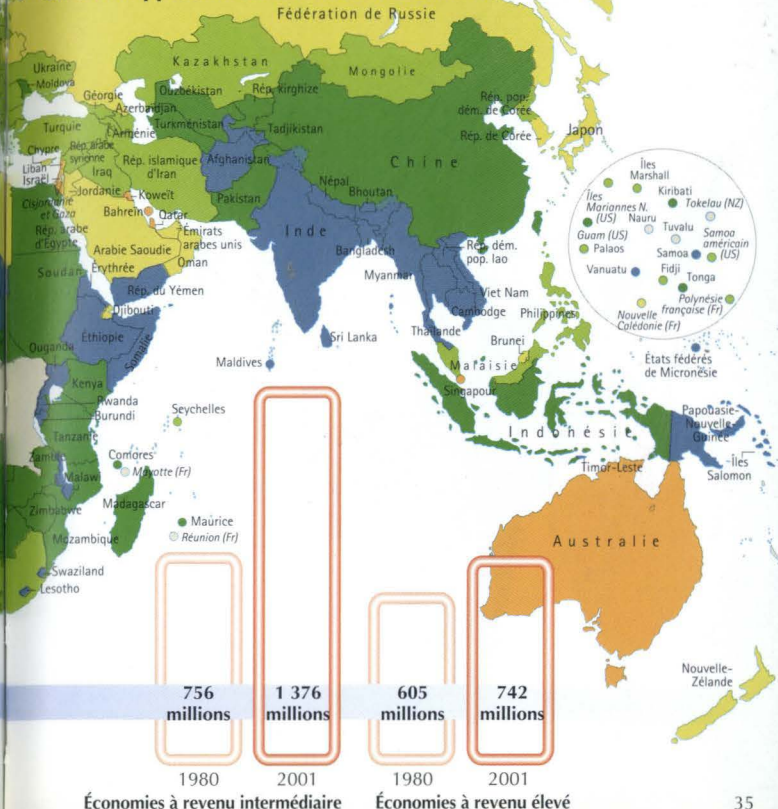 Fédération de Russie
Ukraine
Moldova
Kazakhstan
Mongolie
Géorgie
Ouzbékistan
Rép. kirghize
Azerbaïdjan
Turquie
Arménie
Turkménistan
Tadjikistan
Rép. pop.
dém. de Corée
Rép. de Corée
Japon
Chypre
Rép. arabe
syrienne
Liban
Israël
Iraq
Rép. islamique
d'Iran
Afghanistan
Chine
Jordanie
Cisjordanie
et Gaza
Koweït
Bahreïn
Qatar
Pakistan
Népal
Bhoutan
Rép. arabe
d'Égypte
Émirats
arabes unis
Arabie Saoudite
Oman
Inde
Bangladesh
Rép. dém.
pop. lao
Soudan
Erythrée
Rép. du Yémen
Myanmar
Viet Nam
Djibouti
Cambodge
Philippines
Éthiopie
Somalie
Sri Lanka
Thaïlande
Brunei
Ouganda
Maldives
Malaisie
Singapour
Kenya
Rwanda
Burundi
Seychelles
Tanzanie
Indonésie
Papouasie-
Nouvelle-
Guinée
Zambie
Comores
Mayotte (Fr)
Malawi
Timor-Leste
Îles
Salomon
Zimbabwe
Madagascar
Maurice
Réunion (Fr)
Mozambique
Australie
Swaziland
Lesotho
Nouvelle-
Zélande
Îles
Marshall
Îles
Mariannes N.
(US)
Kiribati
Tokelau (NZ)
Nauru
Tuvalu
Guam (US)
Palaos
Samoa
Samoa
américain
(US)
Vanuatu
Fidji
Tonga
Polynésie
française (Fr)
Nouvelle
Calédonie (Fr)
États fédérés
de Micronésie
756
millions
1 376
millions
605
millions
742
millions
1980
2001
1980
2001
Économies à revenu intermédiaire
Économies à revenu élevé
35